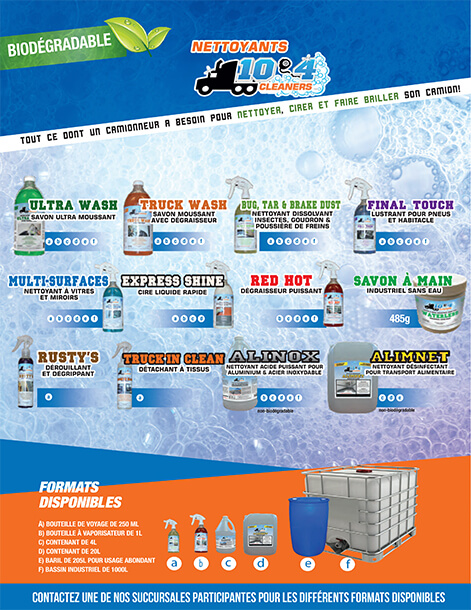 BIODÉGRADABLE
NETTOYANTS
10 e 4
CLEANERS
TOUT CE DONT UN CAMIONNEUR A BESOIN POUR NETTOYER, CIRER ET FAIRE BRILLER SON CAMION!
ULTRA WASH
SAVON ULTRA MOUSSANT
TRUCK WASH
SAVON MOUSSANT
AVEC DÉGRAISSEUR
BUG, TAR & BRAKE DUST
NETTOYANT DISSOLVANT
INSECTES, GOUDRON &
POUSSIÈRE DE FREINS
FINAL TOUCH
LUSTRANT POUR PNEUS
ET HABITACLE
MULTI-SURFACES
NETTOYANT À VITRES
ET MIROIRS
EXPRESS SHINE
CIRE LIQUIDE RAPIDE
RED HOT
DÉGRAISSEUR PUISSANT
SAVON À MAIN
INDUSTRIEL SANS EAU
485g
WATERLESS
RUSTY'S
DÉROUILLANT
ET DÉGRIPPANT
TRUCK'IN CLEAN
DÉTACHANT À TISSUS
ALINOX
NETTOYANT ACIDE PUISSANT POUR
ALUMINIUM & ACIER INOXYDABLE
non-biodégradable
ALIMNET
NETTOYANT DÉSINFECTANT
POUR TRANSPORT ALIMENTAIRE
non-biodégradable
FORMATS
DISPONIBLES
A) BOUTEILLE DE VOYAGE DE 250 ML
B) BOUTEILLE À VAPORISATEUR DE 1L
C) CONTENANT DE 4L
D) CONTENANT DE 20L
E) BARIL DE 205L POUR USAGE ABONDANT
F) BASSIN INDUSTRIEL DE 1000L
a b c d e f
CONTACTEZ UNE DE NOS SUCCURSALES PARTICIPANTES POUR LES DIFFÉRENTS FORMATS DISPONIBLES